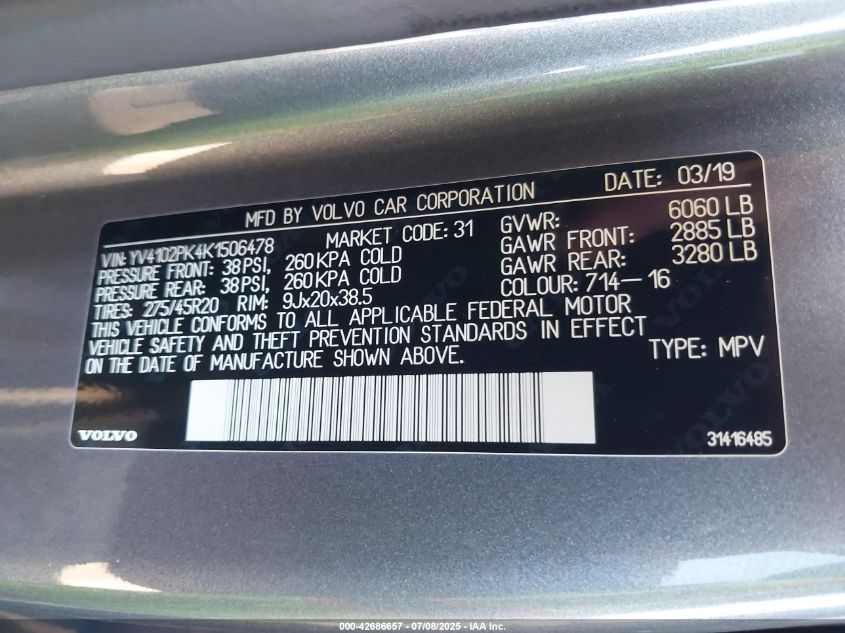 MFD BY VOLVO CAR CORPORATION DATE: 03/19
VIN: YV4102PK4K1506478 MARKET CODE: 31 GVWR: 6060 LB
PRESSURE FRONT: 38PSI, 260KPA COLD GAWR FRONT: 2885 LB
PRESSURE REAR: 38PSI, 260KPA COLD GAWR REAR: 3280 LB
TIRES: 275/45R20 RIM: 9Jx20x38.5 COLOUR: 714-16
THIS VEHICLE CONFORMS TO ALL APPLICABLE FEDERAL MOTOR
VEHICLE SAFETY AND THEFT PREVENTION STANDARDS IN EFFECT
ON THE DATE OF MANUFACTURE SHOWN ABOVE. TYPE: MPV
VOLVO 31416485
000-42686657 - 07/08/2025 - IAA Inc.